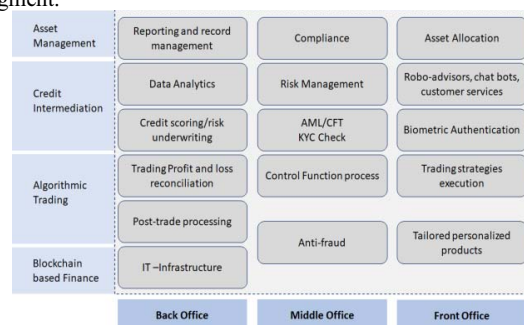 gment.
Asset
Management
Reporting and record
management
Compliance
Asset Allocation
Credit
Intermediation
Data Analytics
Risk Management
Robo-advisors, chat bots,
customer services
Credit scoring/risk
underwriting
AML/CFT
KYC Check
Biometric Authentication
Algorithmic
Trading
Trading Profit and loss
reconciliation
Control Function process
Trading strategies
execution
Post-trade processing
Anti-fraud
Tailored personalized
products
Blockchain
based Finance
IT –Infrastructure
Back Office
Middle Office
Front Office